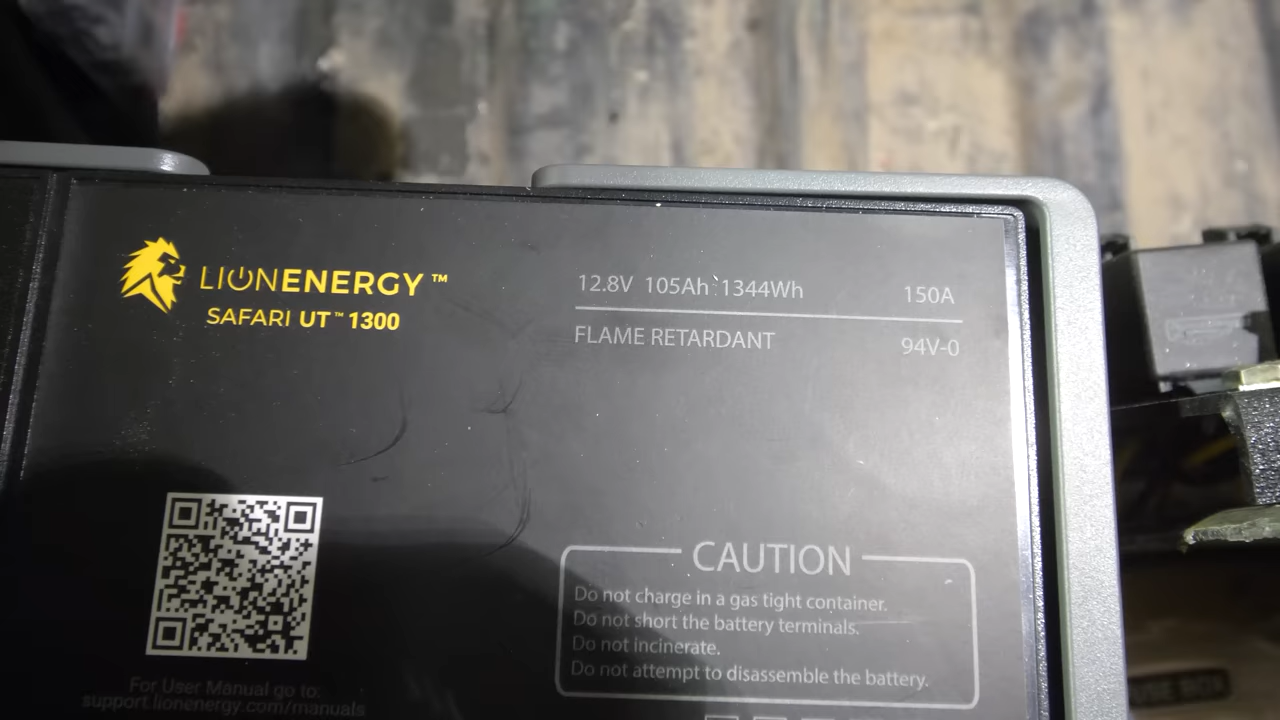 LIONENERGY™
SAFARI UT™ 1300
12.8V 105Ah 1344Wh 150A
FLAME RETARDANT 94V-0
CAUTION
Do not charge in a gas tight container.
Do not short the battery terminals.
Do not incinerate.
Do not attempt to disassemble the battery.
For User Manual go to:
support.lionenergy.com/manuals